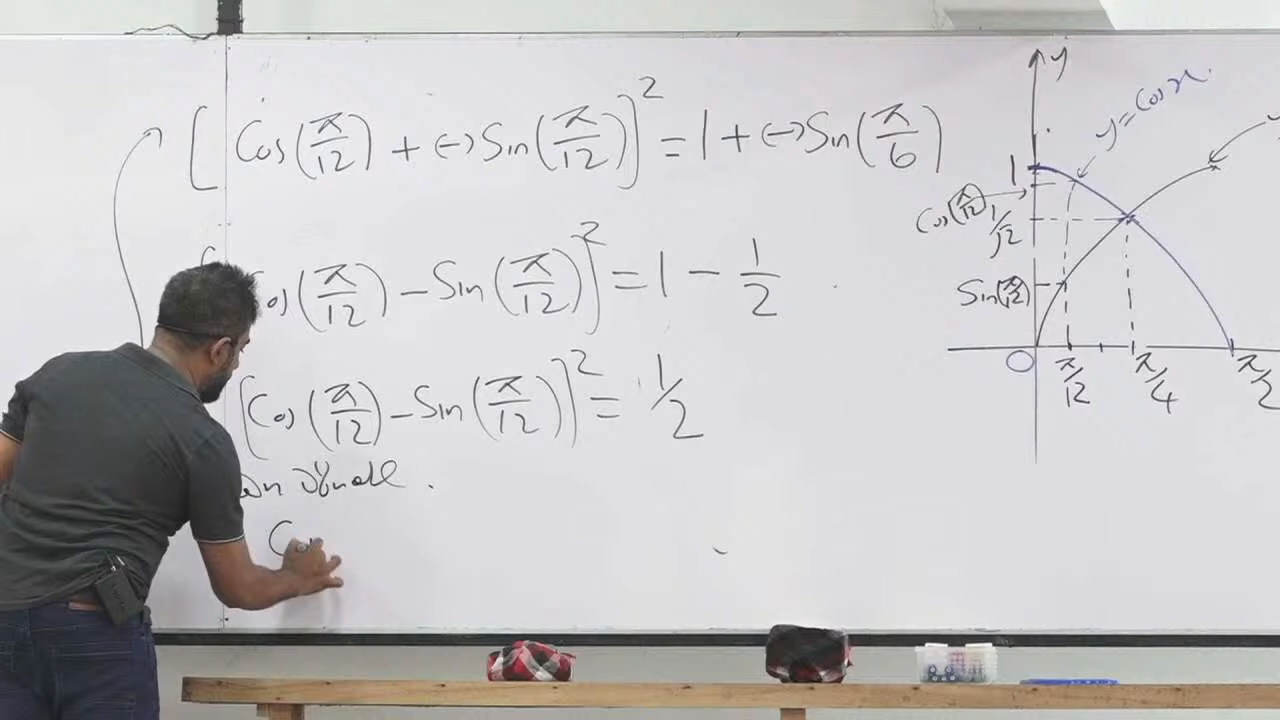 [Cos(π/12) + (-)Sin(π/12)]² = 1 + (-)Sin(π/6)
Cos(π/12) - Sin(π/12)]² = 1 - 1/2
[Cos(π/12) - Sin(π/12)]² = 1/2
C
y
y = Cos x
1
Cos(π/12)
1/√2
Sin(π/12)
O
π/12
π/4
π/2